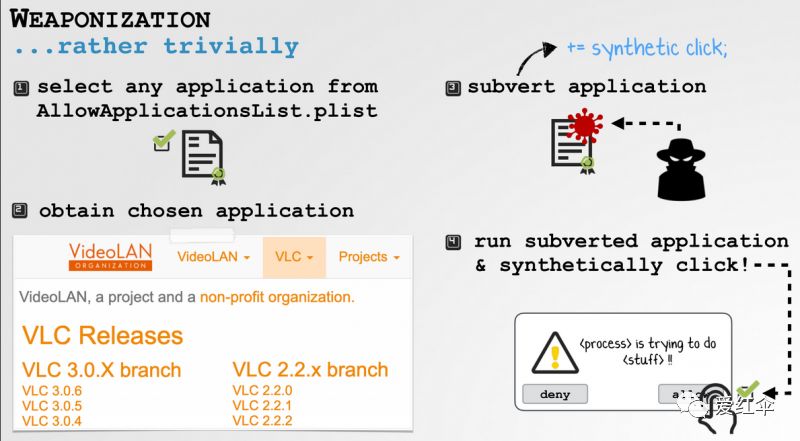 WEAPONIZATION
...rather trivially
1 select any application from
AllowApplicationsList.plist
2 obtain chosen application
VideoLAN
ORGANIZATION
VideoLAN
VLC
Projects
VideoLAN, a project and a non-profit organization.
VLC Releases
VLC 3.0.X branch
VLC 3.0.6
VLC 3.0.5
VLC 3.0.4
VLC 2.2.x branch
VLC 2.2.0
VLC 2.2.1
VLC 2.2.2
+= synthetic click;
3 subvert application
4 run subverted application
& synthetically click!
<process> is trying to do
<stuff> !!
deny
爱红伞